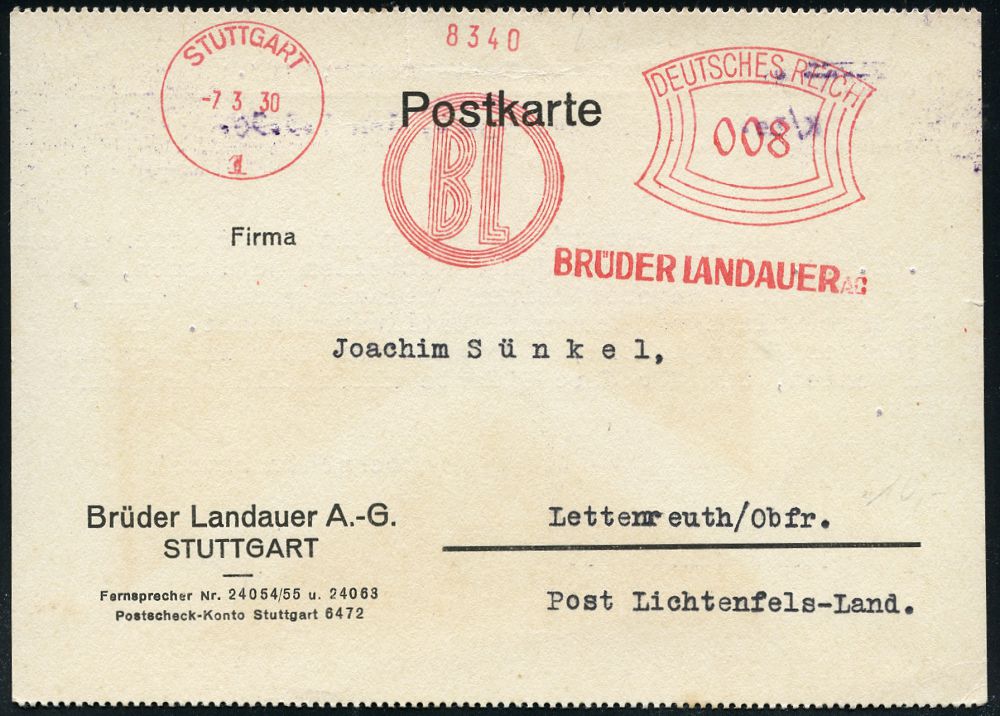 STUTTGART
-7 3 30
1
8340
DEUTSCHES REICH
008
Postkarte
BL
BRÜDER LANDAUER AG
Firma
Joachim Sünkel,
Brüder Landauer A.-G.
STUTTGART
Fernsprecher Nr. 24054/55 u. 24063
Postscheck-Konto Stuttgart 6472
Lettenreuth/Obfr.
Post Lichtenfels-Land.